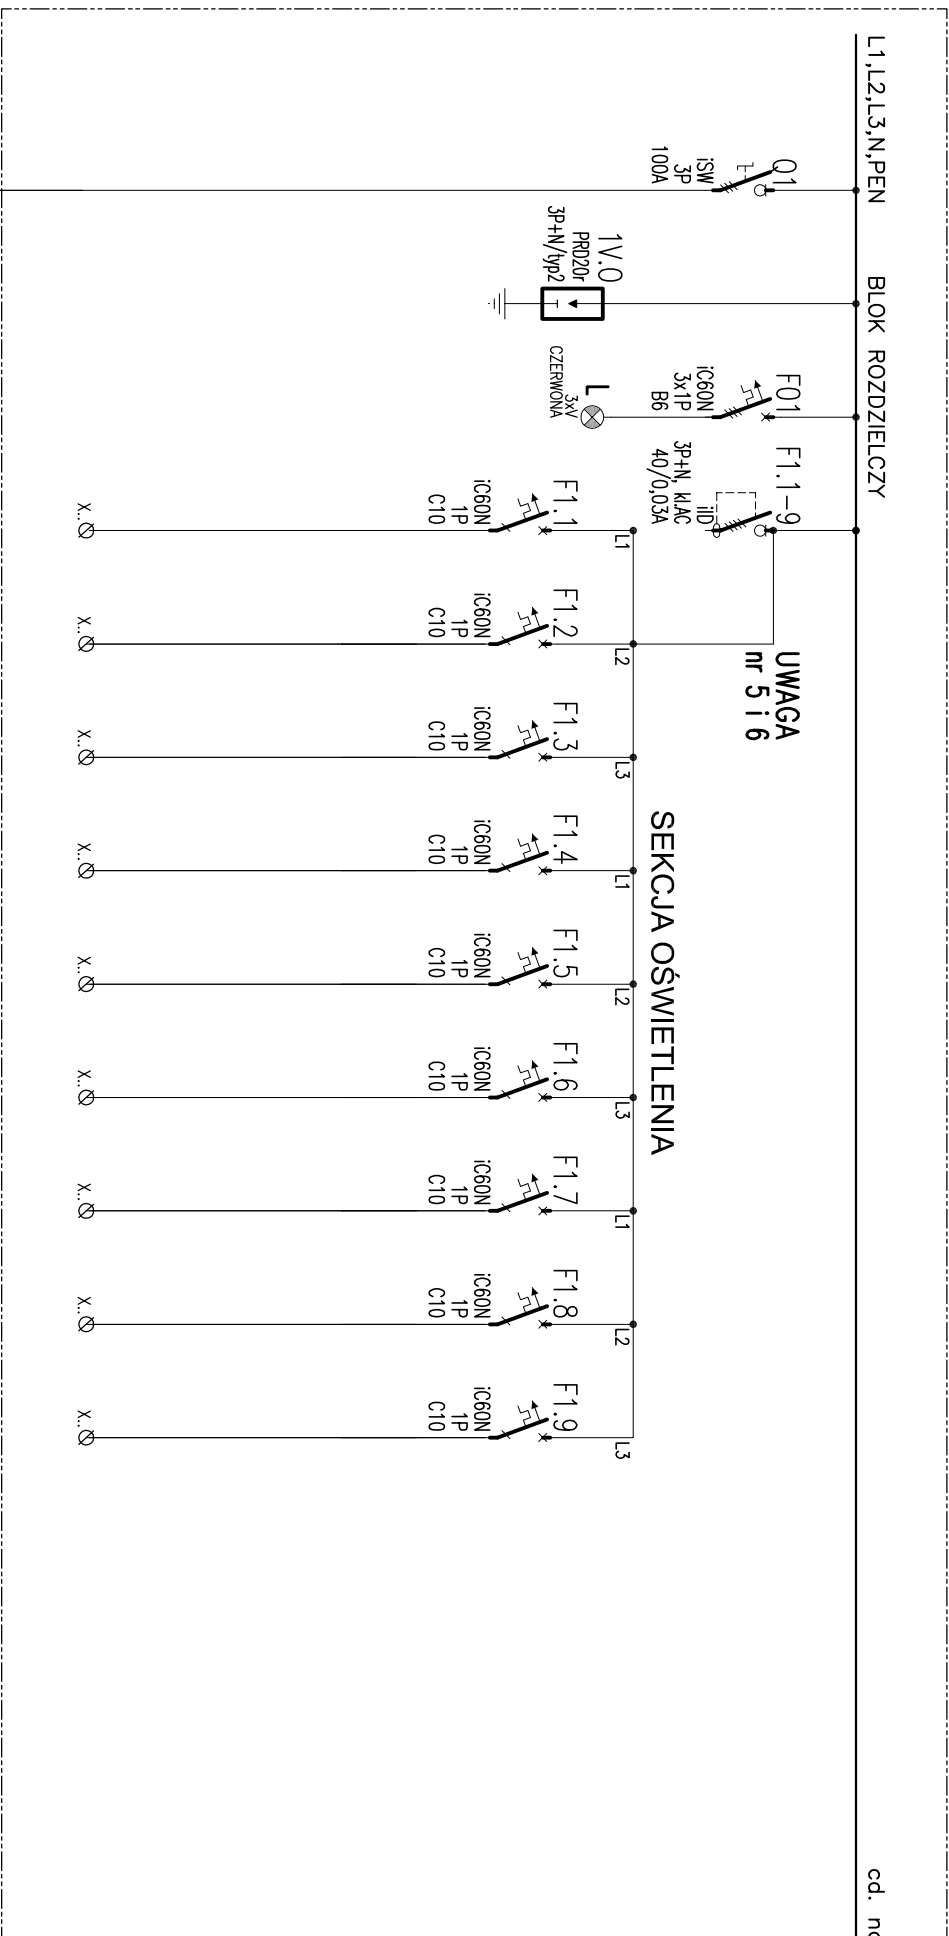 L1,L2,L3,N,PEN
BLOK ROZDZIELCZY
cd.
Q1
iSW
3P
100A
1V.0
PRD20r
3P+N/typ2
F01
iC60N
3x1P
B6
L
3xV
CZERWONA
F1.1-9
iID
3P+N, kl.AC
40/0,03A
UWAGA
nr 5 i 6
SEKCJA OŚWIETLENIA
L1
F1.1
iC60N
1P
C10
X..
L2
F1.2
iC60N
1P
C10
X..
L3
F1.3
iC60N
1P
C10
X..
L1
F1.4
iC60N
1P
C10
X..
L2
F1.5
iC60N
1P
C10
X..
L3
F1.6
iC60N
1P
C10
X..
L1
F1.7
iC60N
1P
C10
X..
L2
F1.8
iC60N
1P
C10
X..
L3
F1.9
iC60N
1P
C10
X..